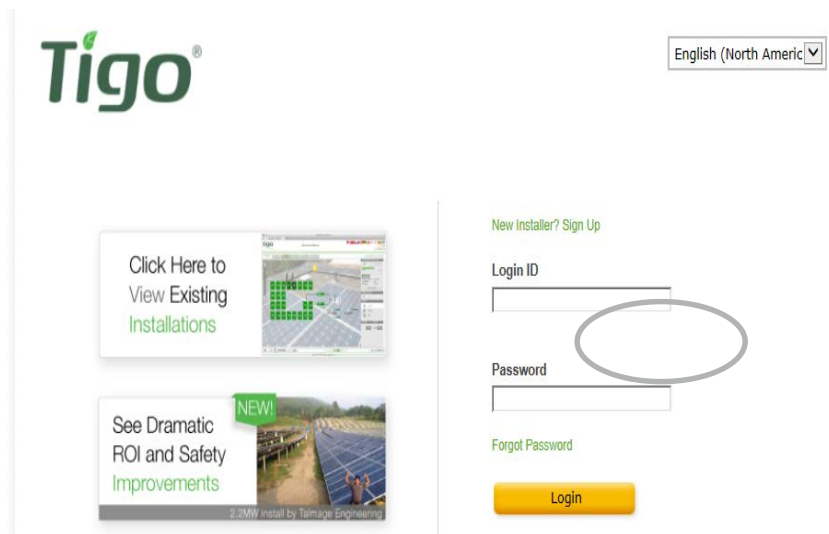 Tigo®
English (North Americ
New Installer? Sign Up
Login ID
Password
Forgot Password
Login
Click Here to
View Existing
Installations
NEW!
See Dramatic
ROI and Safety
Improvements
2.2MW install by Talmage Engineering